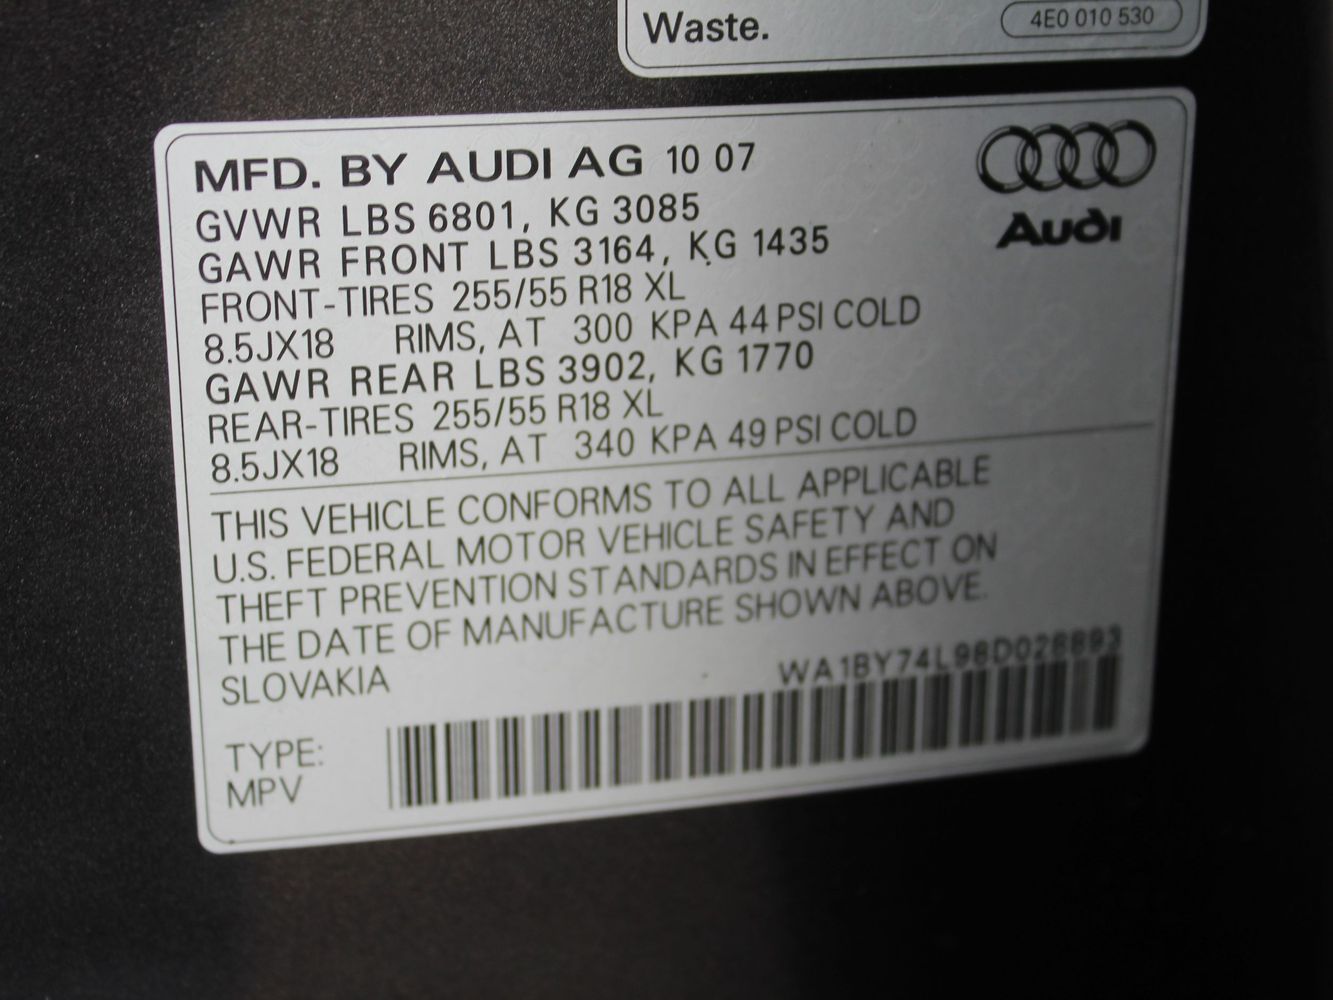 Waste.
4E0 010 530
MFD. BY AUDI AG 10 07
Audi
GVWR LBS 6801, KG 3085
GAWR FRONT LBS 3164, KG 1435
FRONT-TIRES 255/55 R18 XL
8.5JX18 RIMS, AT 300 KPA 44 PSI COLD
GAWR REAR LBS 3902, KG 1770
REAR-TIRES 255/55 R18 XL
8.5JX18 RIMS, AT 340 KPA 49 PSI COLD
THIS VEHICLE CONFORMS TO ALL APPLICABLE
U.S. FEDERAL MOTOR VEHICLE SAFETY AND
THEFT PREVENTION STANDARDS IN EFFECT ON
THE DATE OF MANUFACTURE SHOWN ABOVE.
SLOVAKIA
WA1BY74L98D028893
TYPE:
MPV